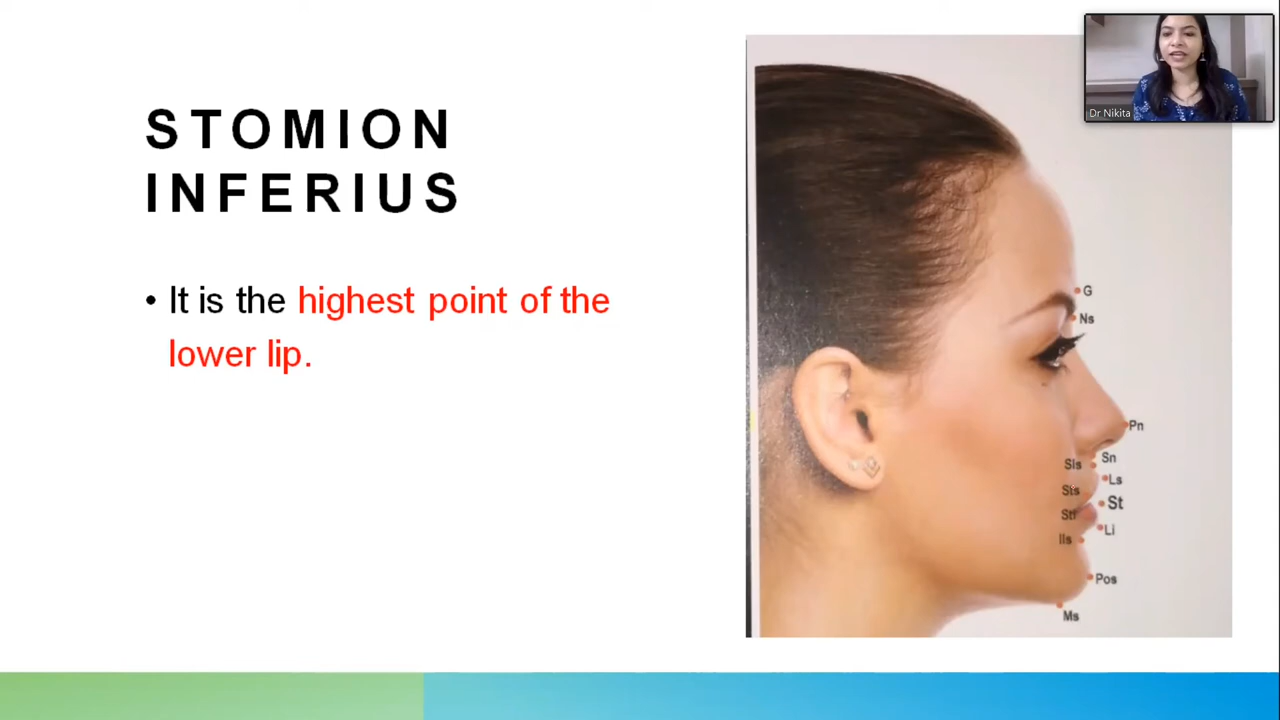 STOMION
INFERIUS
• It is the highest point of the
lower lip.
Dr Nikita
G
Ns
Pn
Sn
Sls
Ls
Sts
St
Sti
Li
Ils
Pos
Ms